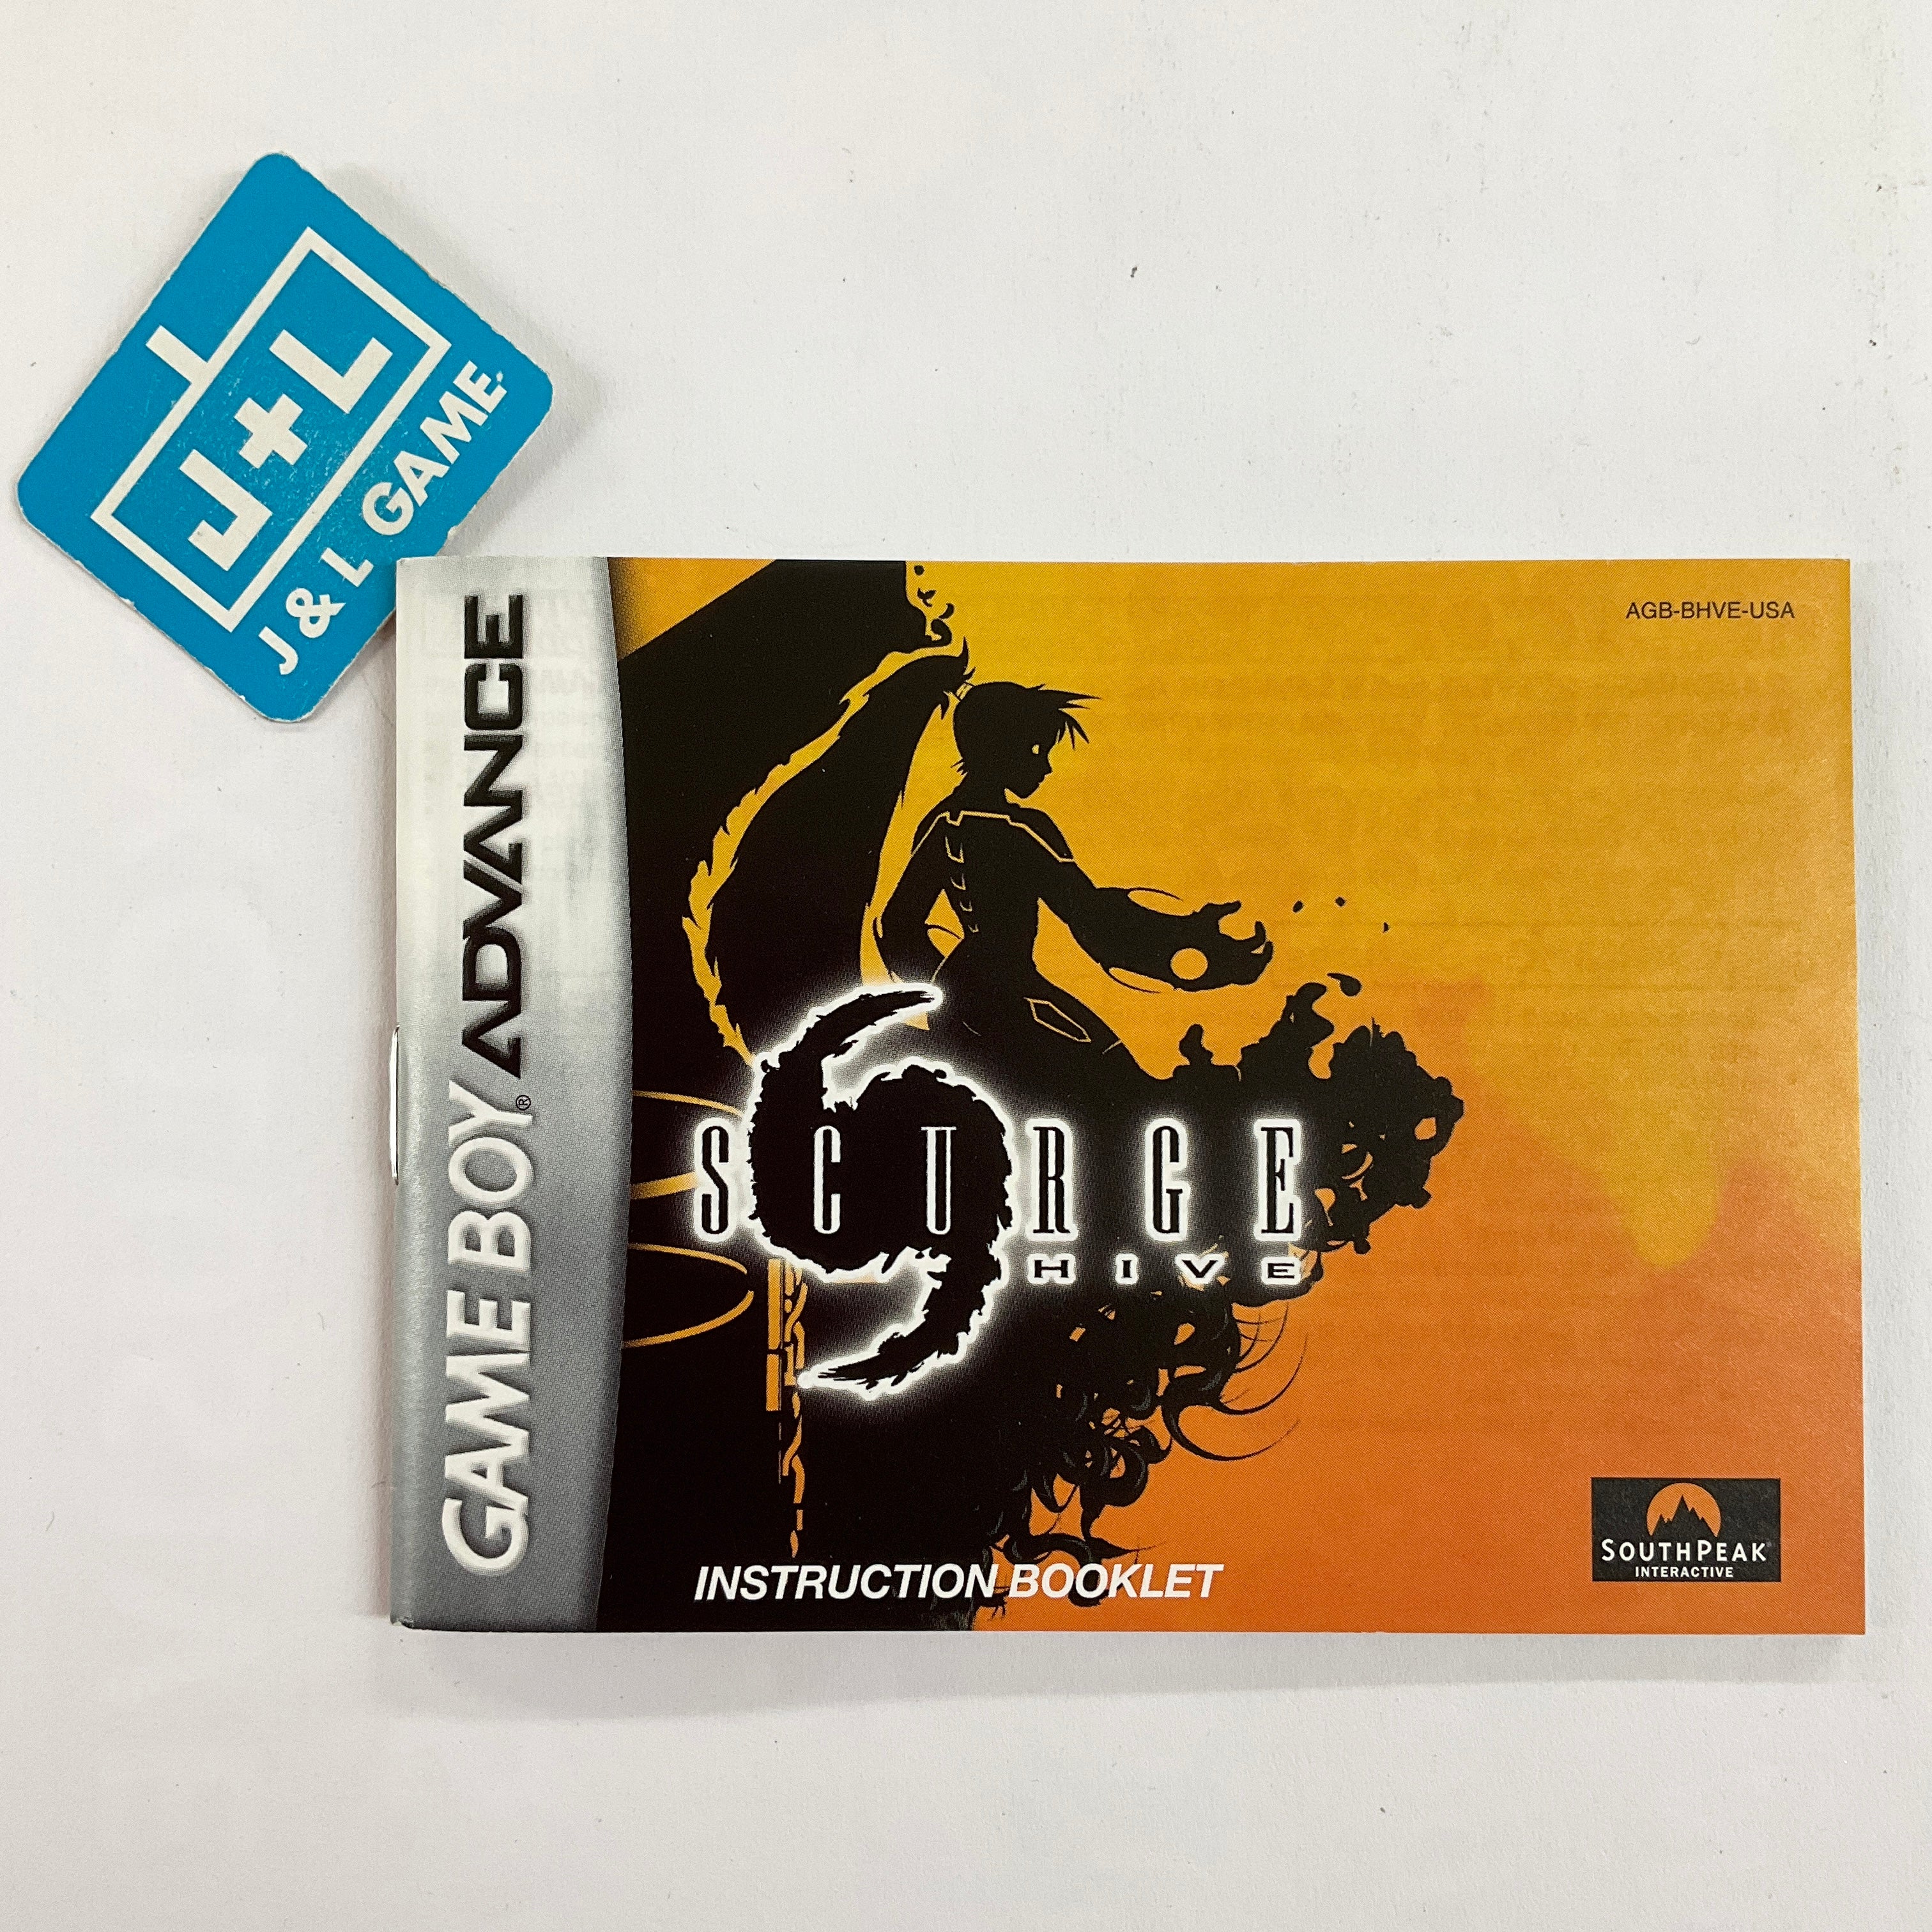 J+L
J & L GAME
GAME BOY® ADVANCE
AGB-BHVE-USA
SCURGE
HIVE
INSTRUCTION BOOKLET
SOUTHPEAK
INTERACTIVE